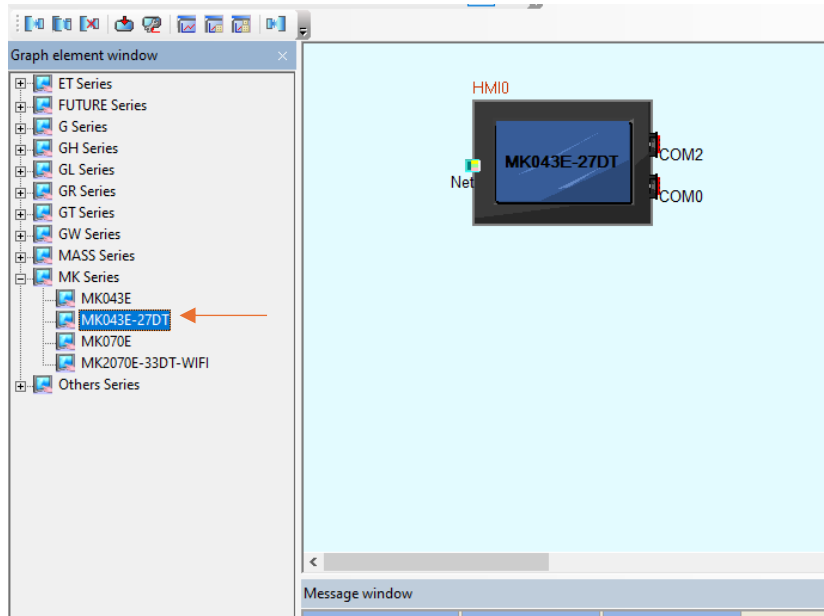 Graph element window
ET Series
FUTURE Series
G Series
GH Series
GL Series
GR Series
GT Series
GW Series
MASS Series
MK Series
MK043E
MK043E-27DT
MK070E
MK2070E-33DT-WIFI
Others Series
HMI0
MK043E-27DT
COM2
Net
COM0
Message window